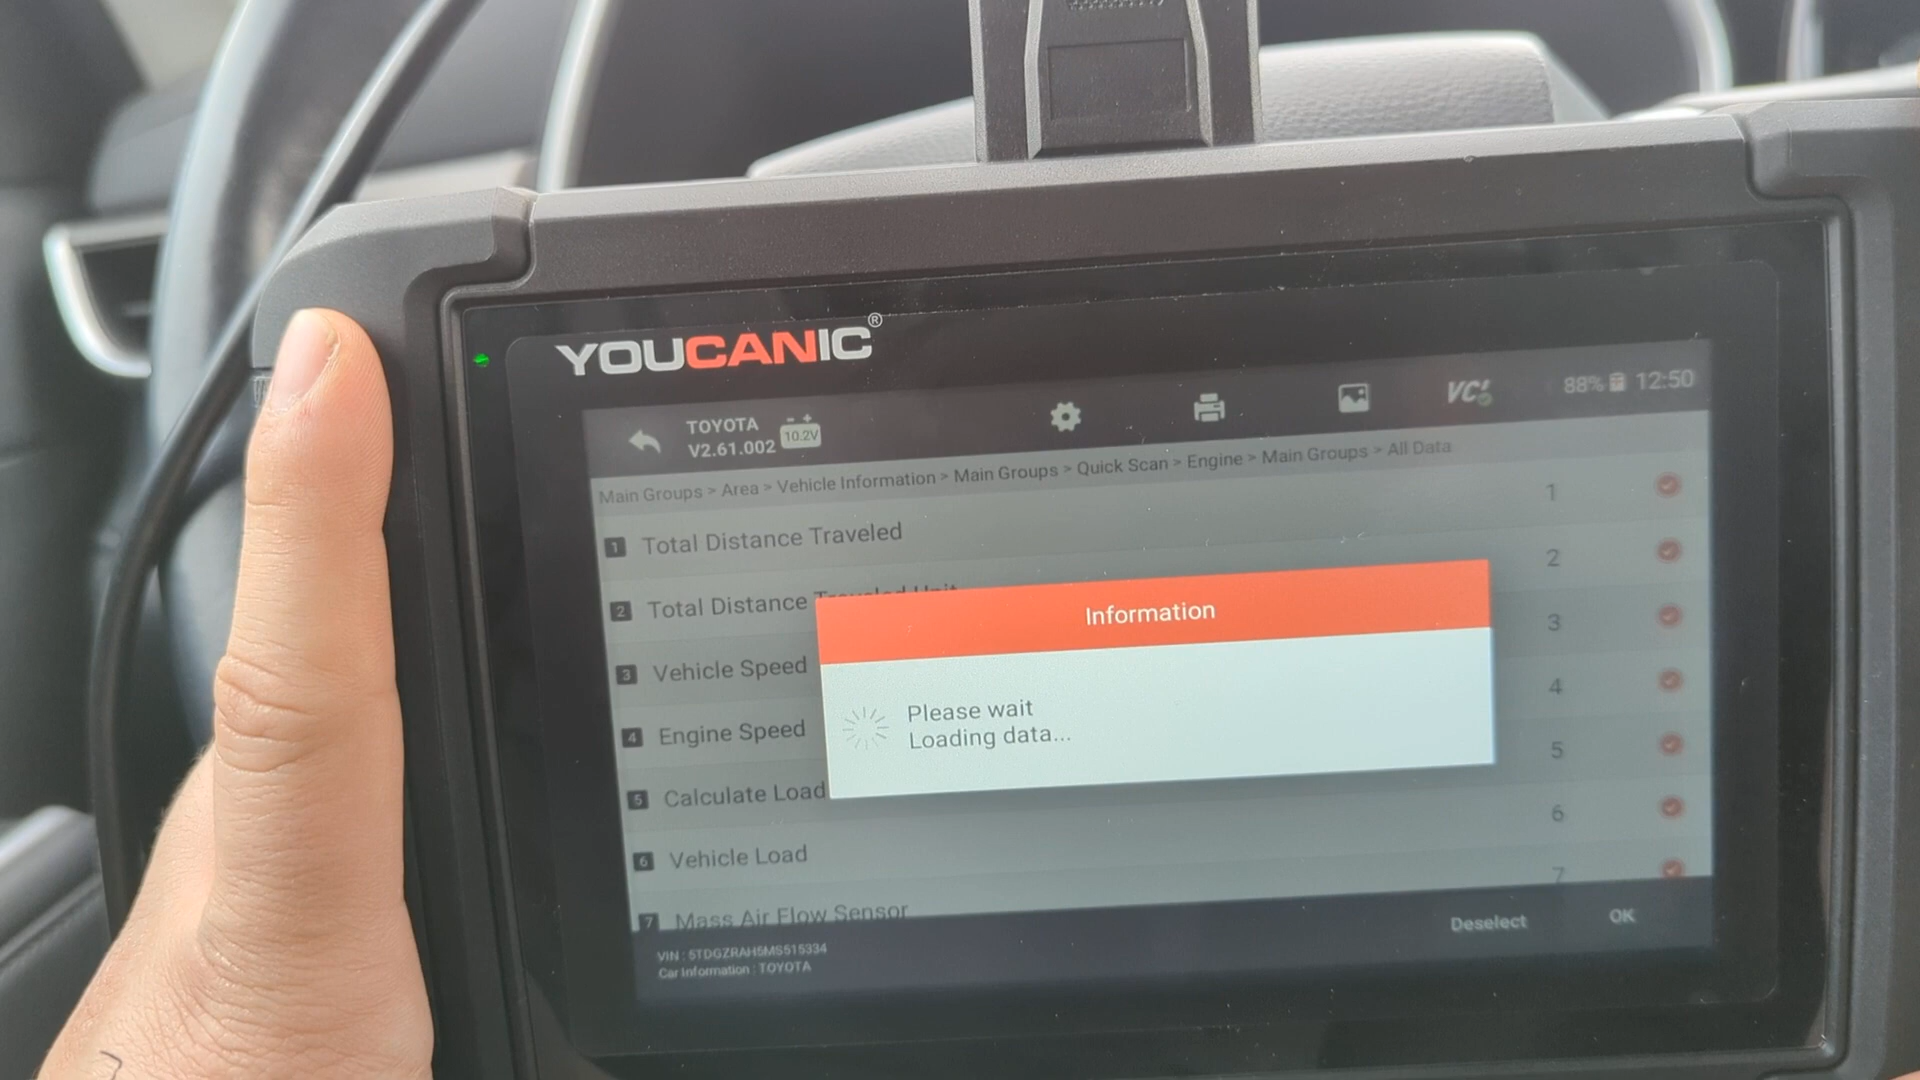 YOUCANIC®
TOYOTA
V2.61.002
10.2V
VC!
88% 12:50
Main Groups > Area > Vehicle Information > Main Groups > Quick Scan > Engine > Main Groups > All Data
1 Total Distance Traveled 1
2 Total Distance Traveled Unit 2
3 Vehicle Speed 3
4 Engine Speed 4
5 Calculate Load 5
6 Vehicle Load 6
7 Mass Air Flow Sensor 7
Information
Please wait
Loading data...
Deselect OK
VIN : 5TDGZRAH5MS515334
Car Information : TOYOTA